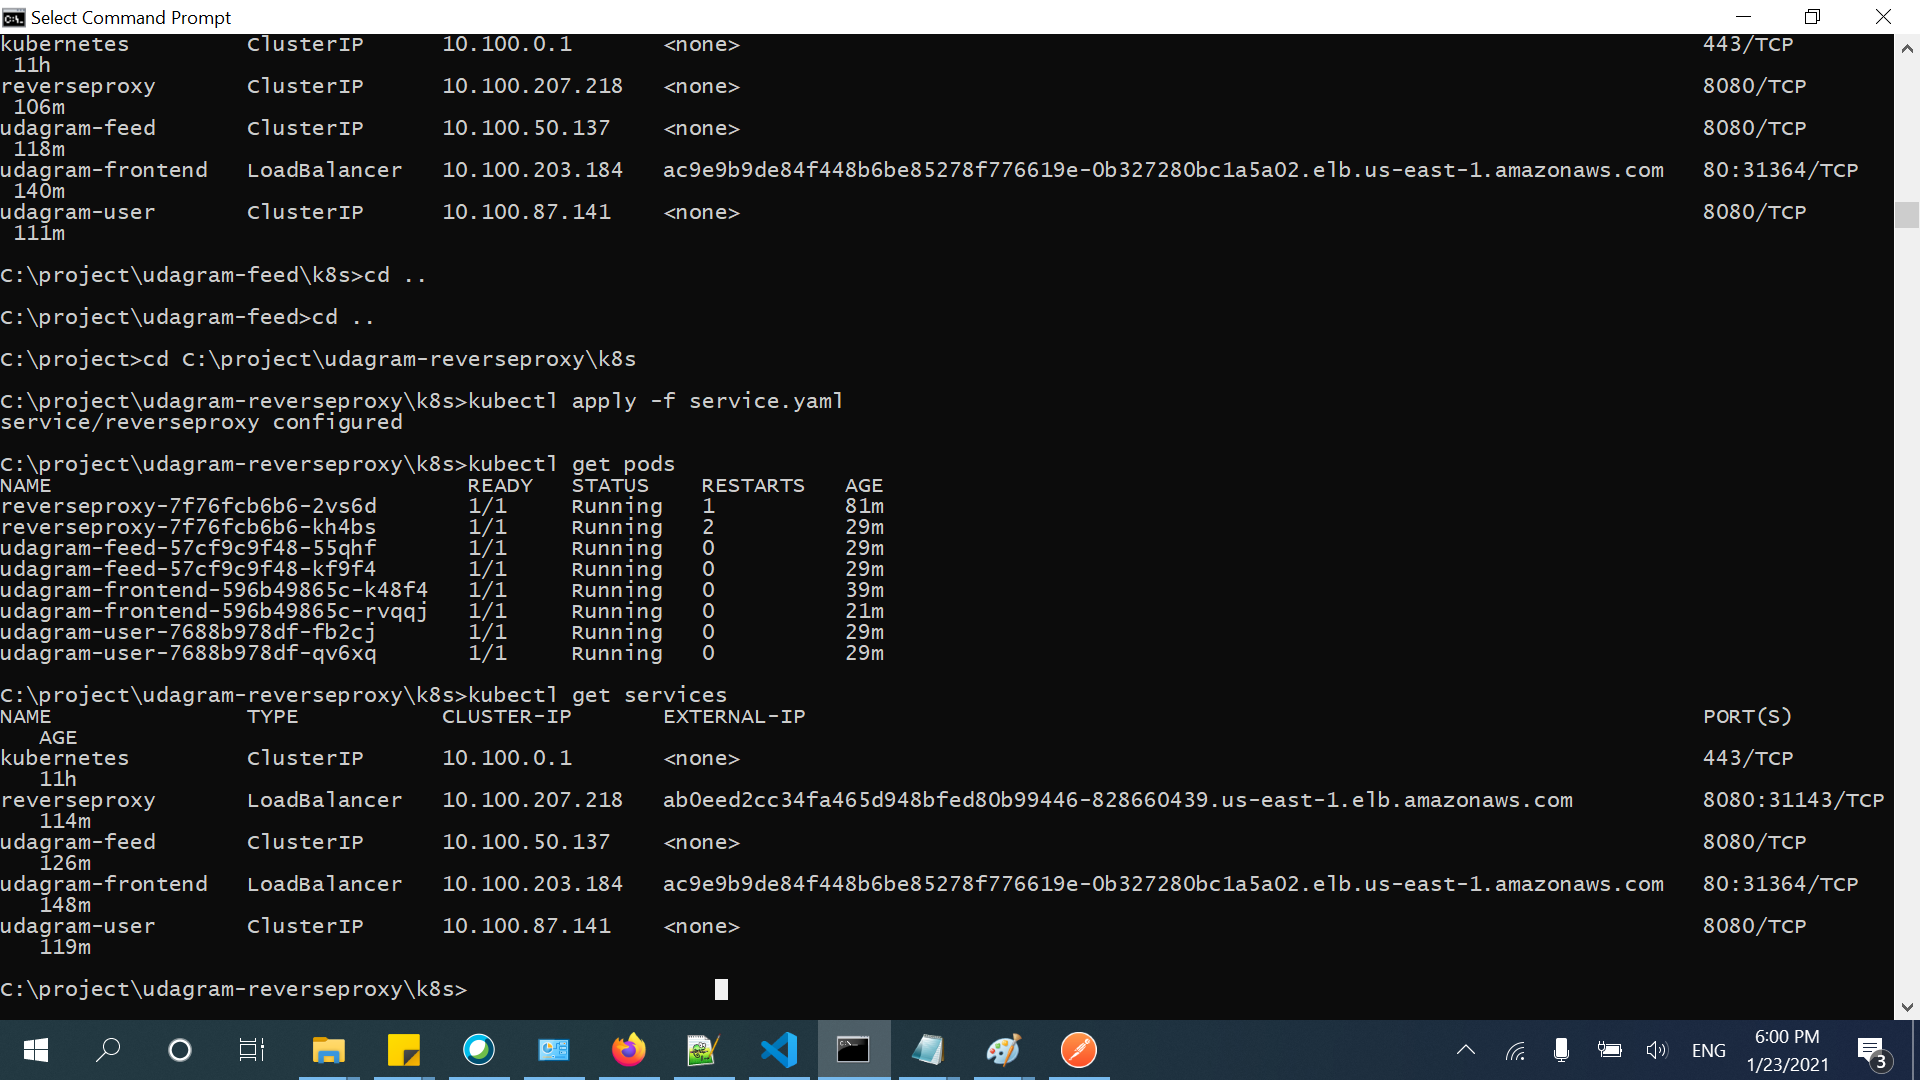 Select Command Prompt
kubernetes ClusterIP 10.100.0.1 <none> 443/TCP
11h
reverseproxy ClusterIP 10.100.207.218 <none> 8080/TCP
106m
udagram-feed ClusterIP 10.100.50.137 <none> 8080/TCP
118m
udagram-frontend LoadBalancer 10.100.203.184 ac9e9b9de84f448b6be85278f776619e-0b327280bc1a5a02.elb.us-east-1.amazonaws.com 80:31364/TCP
140m
udagram-user ClusterIP 10.100.87.141 <none> 8080/TCP
111m
C:\project\udagram-feed\k8s>cd ..
C:\project\udagram-feed>cd ..
C:\project>cd C:\project\udagram-reverseproxy\k8s
C:\project\udagram-reverseproxy\k8s>kubectl apply -f service.yaml
service/reverseproxy configured
C:\project\udagram-reverseproxy\k8s>kubectl get pods
NAME READY STATUS RESTARTS AGE
reverseproxy-7f76fcb6b6-2vs6d 1/1 Running 1 81m
reverseproxy-7f76fcb6b6-kh4bs 1/1 Running 2 29m
udagram-feed-57cf9c9f48-55qhf 1/1 Running 0 29m
udagram-feed-57cf9c9f48-kf9f4 1/1 Running 0 29m
udagram-frontend-596b49865c-k48f4 1/1 Running 0 39m
udagram-frontend-596b49865c-rvqqj 1/1 Running 0 21m
udagram-user-7688b978df-fb2cj 1/1 Running 0 29m
udagram-user-7688b978df-qv6xq 1/1 Running 0 29m
C:\project\udagram-reverseproxy\k8s>kubectl get services
NAME TYPE CLUSTER-IP EXTERNAL-IP PORT(S)
AGE
kubernetes ClusterIP 10.100.0.1 <none> 443/TCP
11h
reverseproxy LoadBalancer 10.100.207.218 ab0eed2cc34fa465d948bfed80b99446-828660439.us-east-1.elb.amazonaws.com 8080:31143/TCP
114m
udagram-feed ClusterIP 10.100.50.137 <none> 8080/TCP
126m
udagram-frontend LoadBalancer 10.100.203.184 ac9e9b9de84f448b6be85278f776619e-0b327280bc1a5a02.elb.us-east-1.amazonaws.com 80:31364/TCP
148m
udagram-user ClusterIP 10.100.87.141 <none> 8080/TCP
119m
C:\project\udagram-reverseproxy\k8s>
ENG
6:00 PM
1/23/2021
3